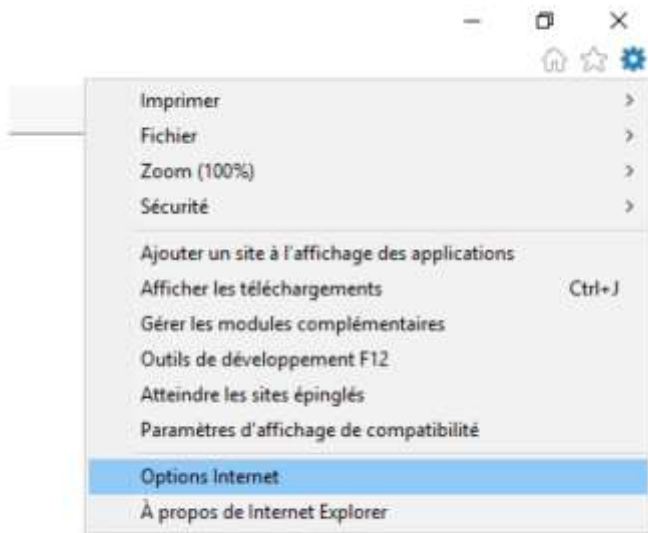 Imprimer
Fichier
Zoom (100%)
Sécurité
Ajouter un site à l'affichage des applications
Afficher les téléchargements Ctrl+J
Gérer les modules complémentaires
Outils de développement F12
Atteindre les sites épinglés
Paramètres d'affichage de compatibilité
Options Internet
À propos de Internet Explorer